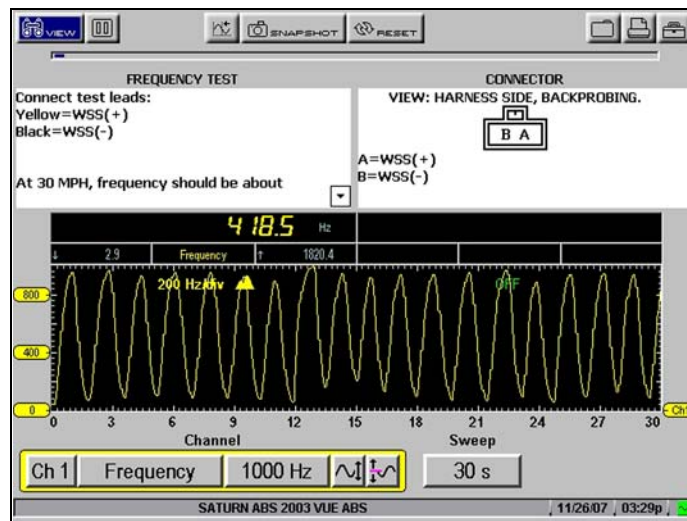 VIEW SNAPSHOT RESET
FREQUENCY TEST
Connect test leads:
Yellow=WSS(+)
Black=WSS(-)
At 30 MPH, frequency should be about
CONNECTOR
VIEW: HARNESS SIDE, BACKPROBING.
B A
A=WSS(+)
B=WSS(-)
418.5 Hz
↓ 2.9 Frequency ↑ 1820.4
200 Hz/div OFF
800
400
0 Ch1
0 3 6 9 12 15 18 21 24 27 30
Channel Sweep
Ch 1 Frequency 1000 Hz 30 s
SATURN ABS 2003 VUE ABS 11/26/07 03:29p